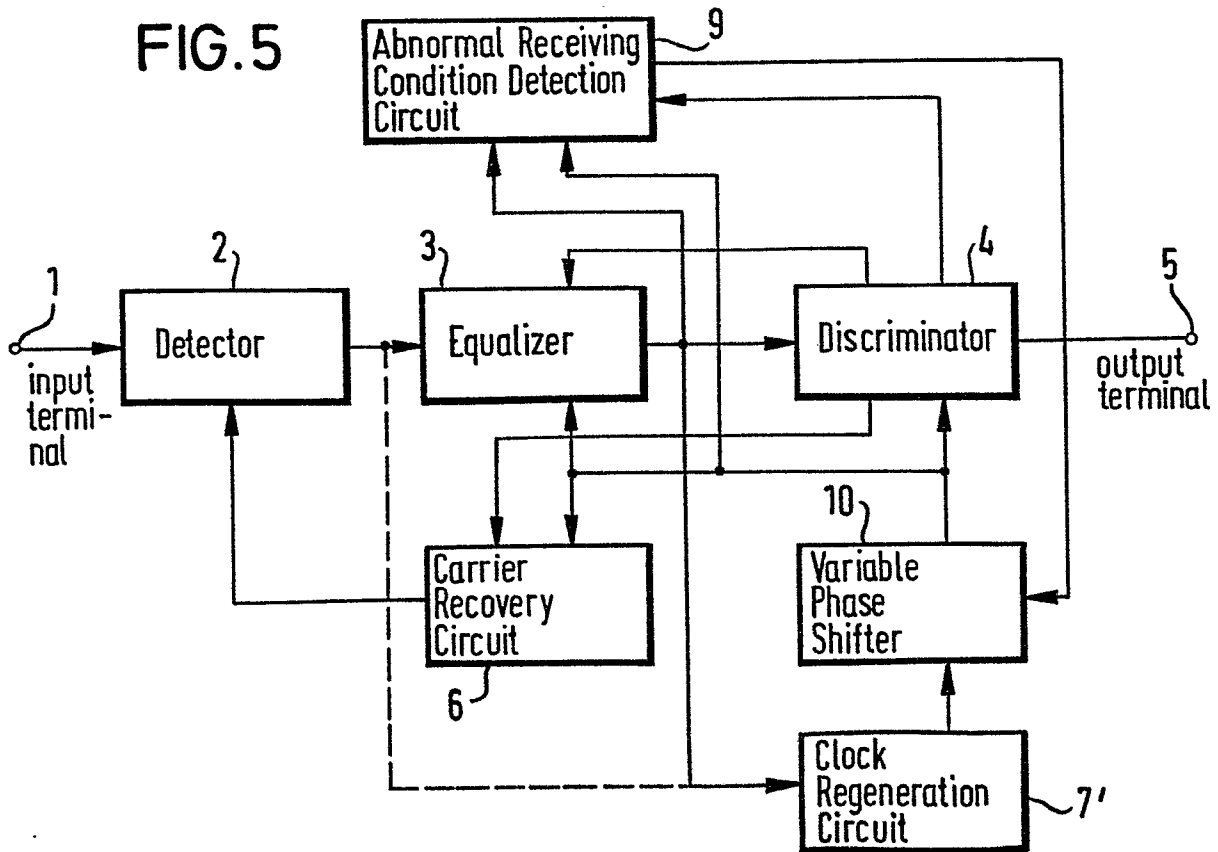 FIG.5
Abnormal Receiving
Condition Detection
Circuit
9
1
input
termi-
nal
2
Detector
3
Equalizer
4
Discriminator
5
output
terminal
Carrier
Recovery
Circuit
6
10
Variable
Phase
Shifter
Clock
Regeneration
Circuit
7'